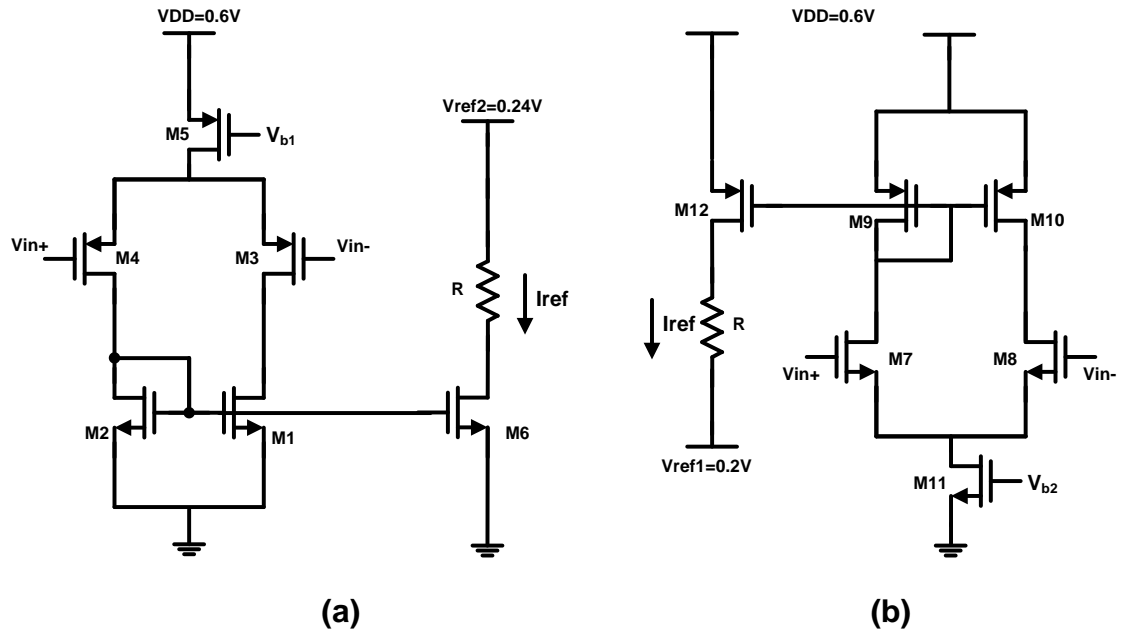 VDD=0.6V
M5
Vb1
Vref2=0.24V
Vin+
M4
M3
Vin-
R
Iref
M2
M1
M6
(a)
VDD=0.6V
M12
M9
M10
Iref
R
Vin+
M7
M8
Vin-
Vref1=0.2V
M11
Vb2
(b)